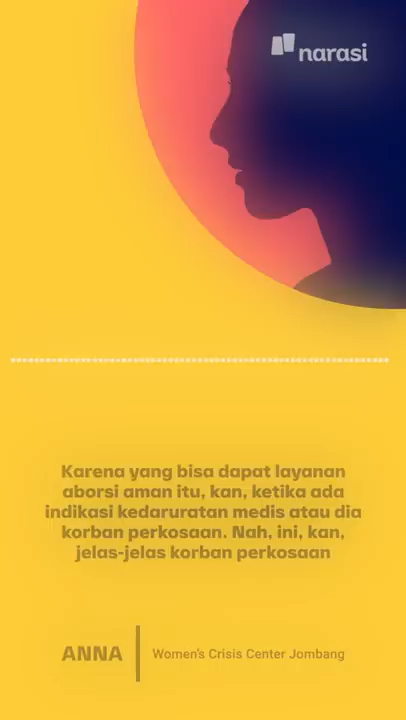 narasi
Karena yang bisa dapat layanan
aborsi aman itu, kan, ketika ada
indikasi kedaruratan medis atau dia
korban perkosaan. Nah, ini, kan,
jelas-jelas korban perkosaan
ANNA
Women's Crisis Center Jombang